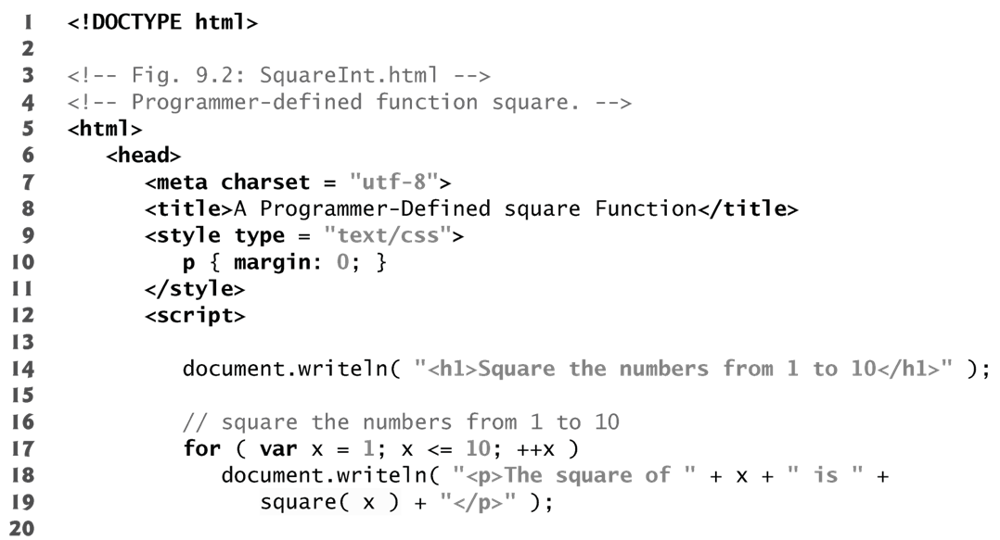 1 <!DOCTYPE html>
2
3 <!-- Fig. 9.2: SquareInt.html -->
4 <!-- Programmer-defined function square. -->
5 <html>
6    <head>
7       <meta charset = "utf-8">
8       <title>A Programmer-Defined square Function</title>
9       <style type = "text/css">
10          p { margin: 0; }
11       </style>
12       <script>
13
14          document.writeln( "<h1>Square the numbers from 1 to 10</h1>" );
15
16          // square the numbers from 1 to 10
17          for ( var x = 1; x <= 10; ++x )
18             document.writeln( "<p>The square of " + x + " is " +
19                square( x ) + "</p>" );
20